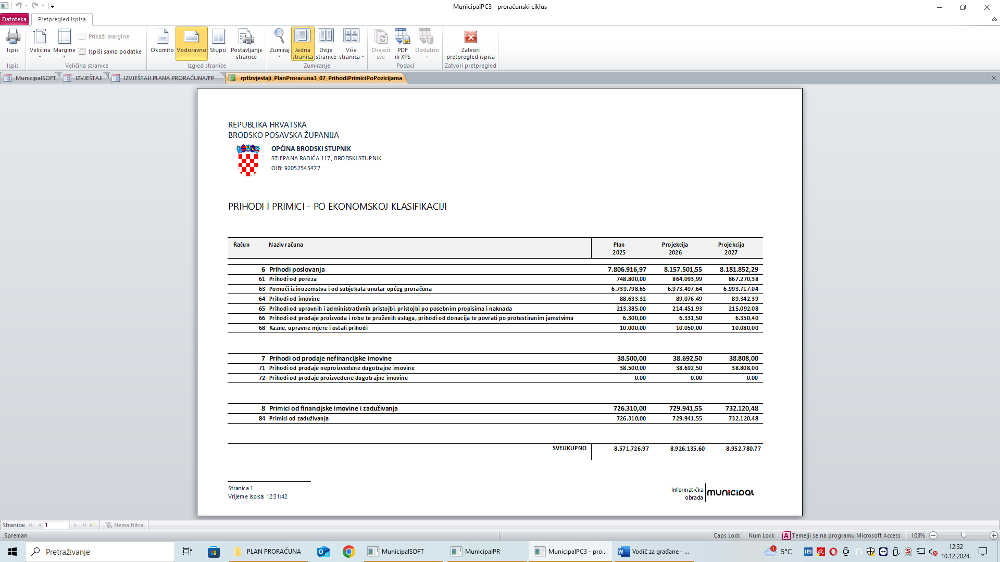 MunicipalPC3 - proračunski ciklus
Datoteka
Pretpregled ispisa
Ispis
Veličina
Margine
Prikaži margine
Ispiši samo podatke
Okomito
Vodoravno
Stupci
Postavljanje stranice
Zumiraj
Jedna stranica
Dvije stranice
Više stranica
Osvježi sve
PDF ili XPS
Dodatno
Zatvori pretpregled ispisa
Ispis
Veličina stranice
Izgled stranice
Zumiranje
Podaci
Zatvori pretpregled
MunicipalSOFT
IZVJEŠTAJI
IZVJEŠTAJI PLANA PRORAČUNA/FP
rptIzvjestaji_PlanProracuna3_07_PrihodiPrimiciPoPozicijama
REPUBLIKA HRVATSKA
BRODSKO POSAVSKA ŽUPANIJA
OPĆINA BRODSKI STUPNIK
STJEPANA RADIĆA 117, BRODSKI STUPNIK
OIB: 92052545477
PRIHODI I PRIMICI - PO EKONOMSKOJ KLASIFIKACIJI
Račun Naziv računa Plan 2025 Projekcija 2026 Projekcija 2027
6 Prihodi poslovanja 7.806.916,97 8.157.501,55 8.181.852,29
61 Prihodi od poreza 748.800,00 864.093,99 867.270,38
63 Pomoći iz inozemstva i od subjekata unutar općeg proračuna 6.739.798,65 6.973.497,64 6.993.717,04
64 Prihodi od imovine 88.633,32 89.076,49 89.342,39
65 Prihodi od upravnih i administrativnih pristojbi, pristojbi po posebnim propisima i naknada 213.385,00 214.451,93 215.092,08
66 Prihodi od prodaje proizvoda i robe te pruženih usluga, prihodi od donacija te povrati po protestiranim jamstvima 6.300,00 6.331,50 6.350,40
68 Kazne, upravne mjere i ostali prihodi 10.000,00 10.050,00 10.080,00
7 Prihodi od prodaje nefinancijske imovine 38.500,00 38.692,50 38.808,00
71 Prihodi od prodaje neproizvedene dugotrajne imovine 38.500,00 38.692,50 38.808,00
72 Prihodi od prodaje proizvedene dugotrajne imovine 0,00 0,00 0,00
8 Primici od financijske imovine i zaduživanja 726.310,00 729.941,55 732.120,48
84 Primici od zaduživanja 726.310,00 729.941,55 732.120,48
SVEUKUPNO 8.571.726,97 8.926.135,60 8.952.780,77
Stranica 1
Vrijeme ispisa: 12:31:42
Informatička obrada
municipal
Stranica: 1 Nema filtra
Spreman
Caps Lock Num Lock Temelji se na programu Microsoft Access 103%
Pretraživanje
PLAN PRORAČUNA
MunicipalSOFT
MunicipalPR
MunicipalPC3 - pro...
Vodič za građane - ...
1
5°C
12:32
10.12.2024.